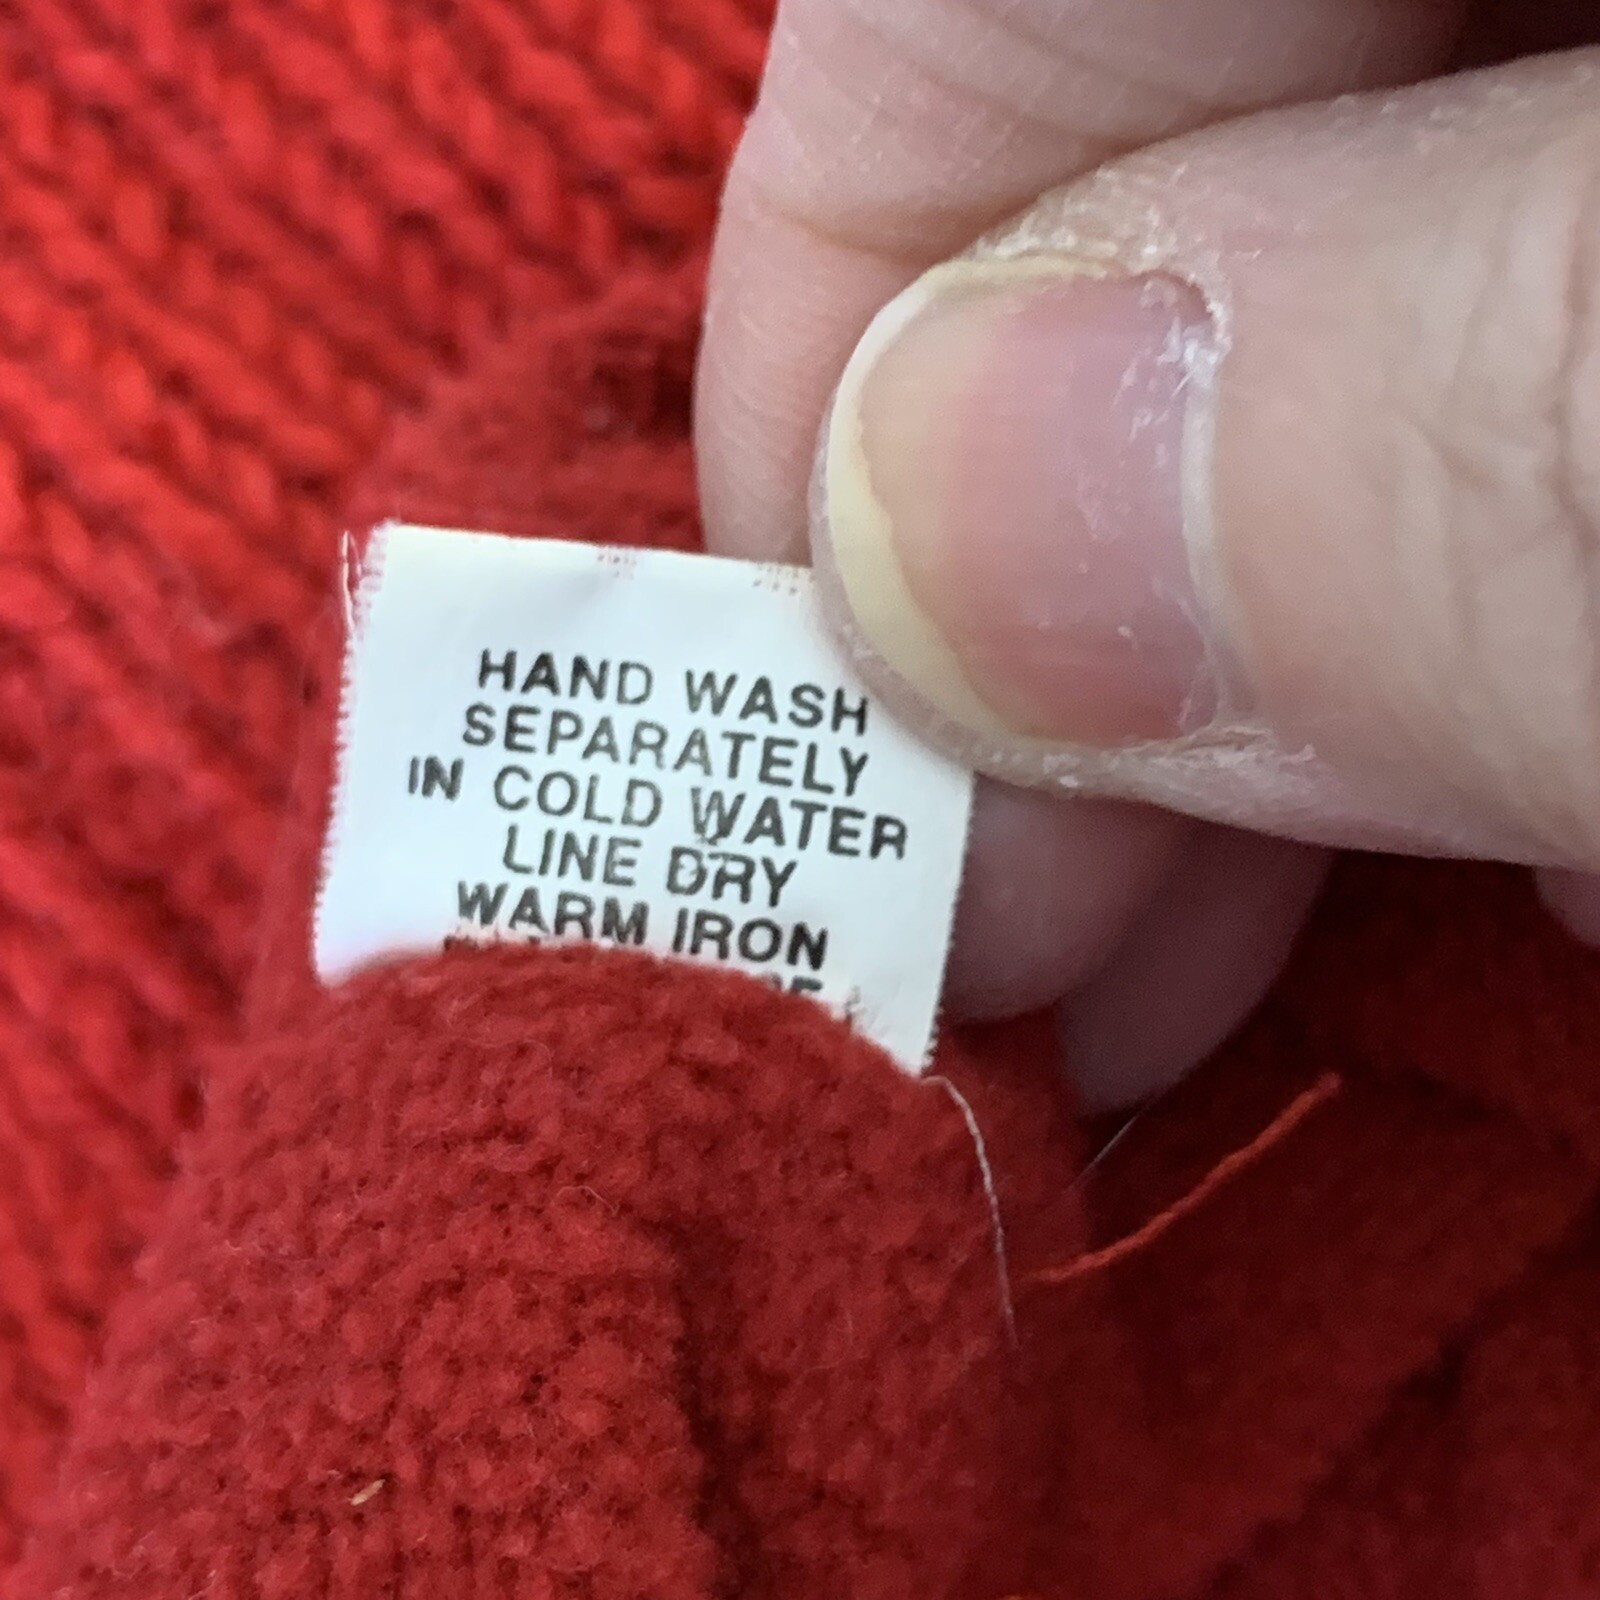 HAND WASH
SEPARATELY
IN COLD WATER
LINE DRY
WARM IRON